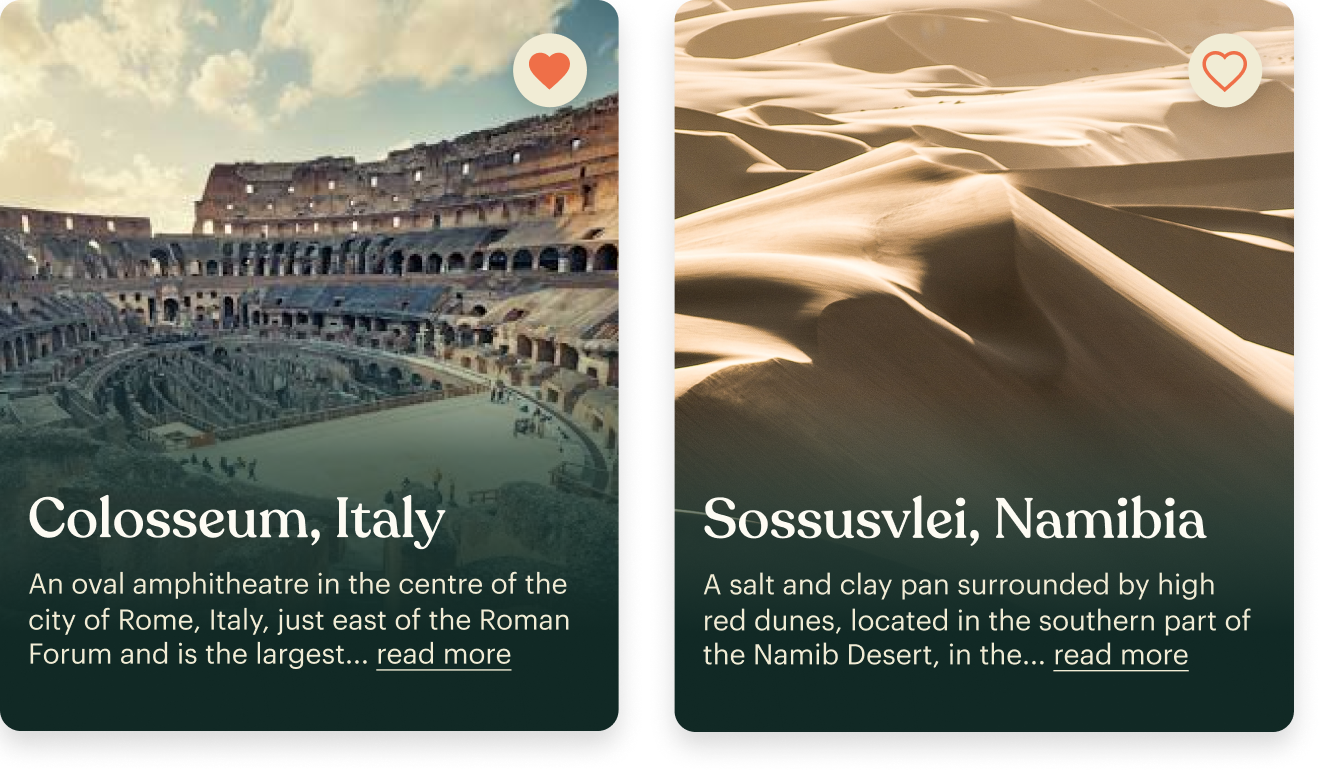 Colosseum, Italy
An oval amphitheatre in the centre of the
city of Rome, Italy, just east of the Roman
Forum and is the largest... read more
Sossusvlei, Namibia
A salt and clay pan surrounded by high
red dunes, located in the southern part of
the Namib Desert, in the... read more